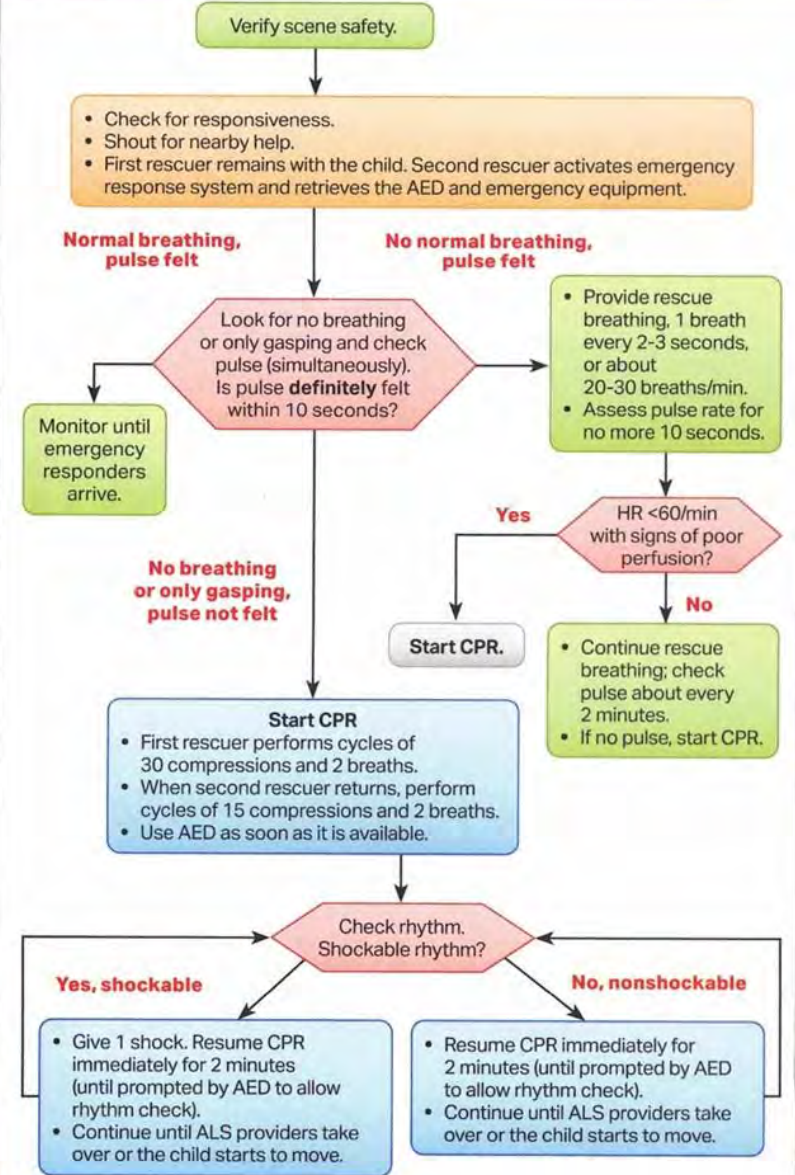 Verify scene safety.
• Check for responsiveness.
• Shout for nearby help.
• First rescuer remains with the child. Second rescuer activates emergency
response system and retrieves the AED and emergency equipment.
Normal breathing,
pulse felt
No normal breathing,
pulse felt
Look for no breathing
or only gasping and check
pulse (simultaneously).
Is pulse definitely felt
within 10 seconds?
• Provide rescue
breathing, 1 breath
every 2-3 seconds,
or about
20-30 breaths/min.
• Assess pulse rate for
no more 10 seconds.
Monitor until
emergency
responders
arrive.
Yes
HR <60/min
with signs of poor
perfusion?
No breathing
or only gasping,
pulse not felt
No
Start CPR.
• Continue rescue
breathing; check
pulse about every
2 minutes.
• If no pulse, start CPR.
Start CPR
• First rescuer performs cycles of
30 compressions and 2 breaths.
• When second rescuer returns, perform
cycles of 15 compressions and 2 breaths.
• Use AED as soon as it is available.
Check rhythm.
Shockable rhythm?
Yes, shockable
No, nonshockable
• Give 1 shock. Resume CPR
immediately for 2 minutes
(until prompted by AED to allow
rhythm check).
• Continue until ALS providers take
over or the child starts to move.
• Resume CPR immediately for
2 minutes (until prompted by AED
to allow rhythm check).
• Continue until ALS providers take
over or the child starts to move.